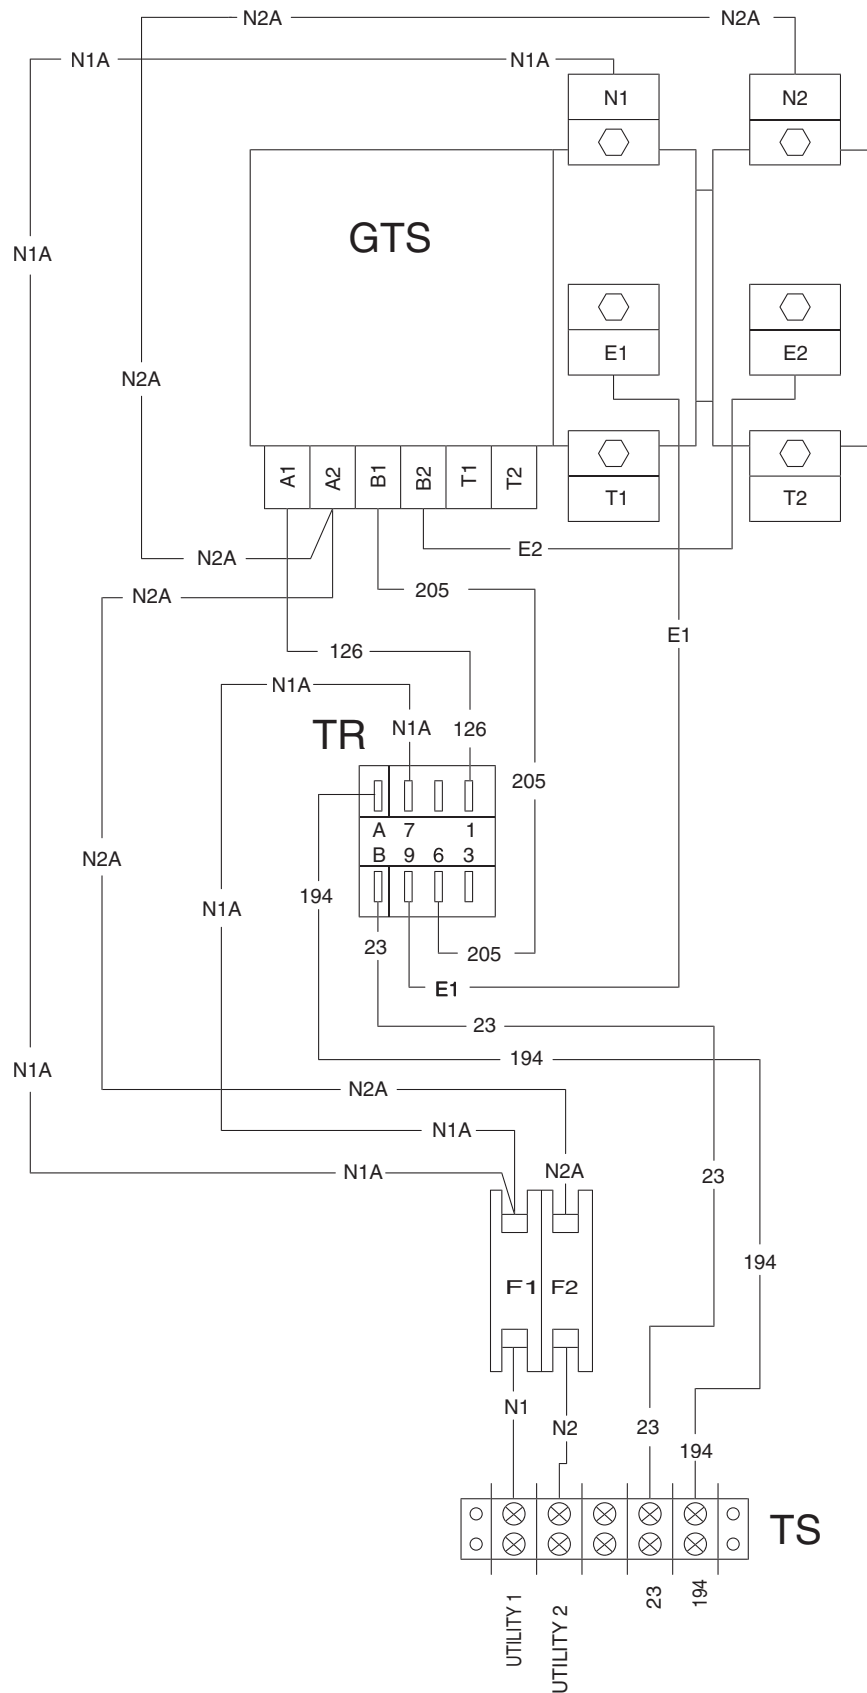 N2A N2A
N1A N1A
N1 N2
GTS
N1A
E1 E2
N2A
A1 A2 B1 B2 T1 T2
T1 T2
E2
N2A
205
N2A
E1
126
N1A
N1A 126
TR
205
A 7 1
B 9 6 3
N2A
194
N1A
23
205
E1
23
194
N1A
N2A
N1A
N1A
N2A
23
194
F1 F2
N1
N2
23
194
TS
UTILITY 1
UTILITY 2
23
194